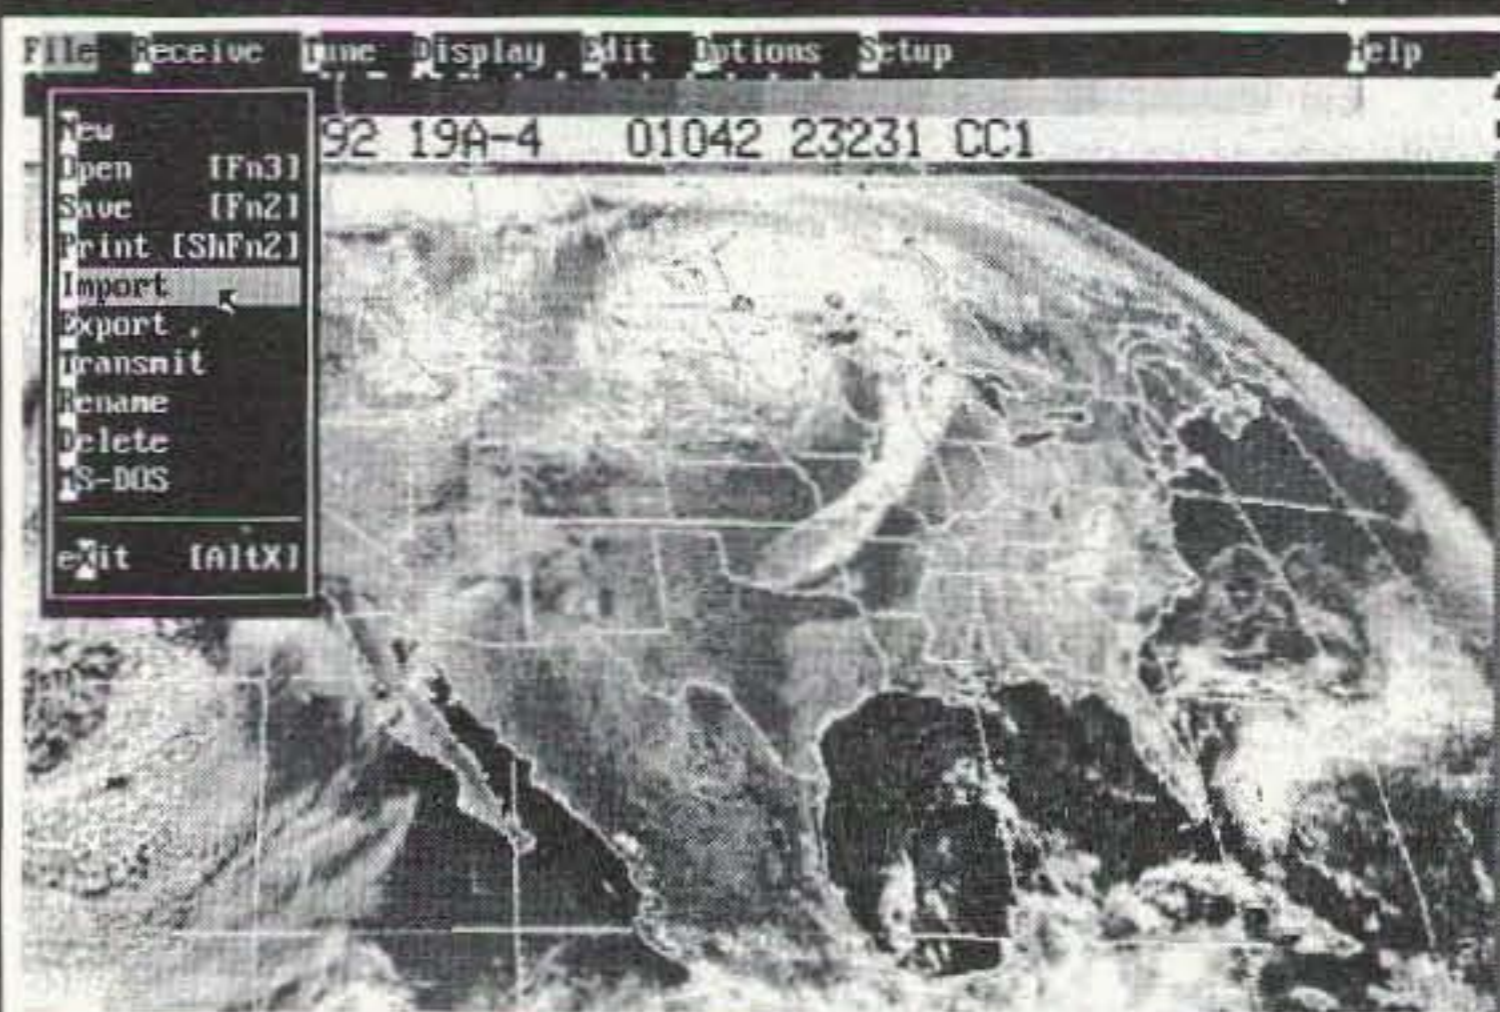 File Receive Tune Display Edit Options Setup Help
92 19A-4 01042 23231 CC1
New
Open [Fn3]
Save [Fn2]
Print [ShFn2]
Import
Export
Transmit
Rename
Delete
MS-DOS
eXit [AltX]